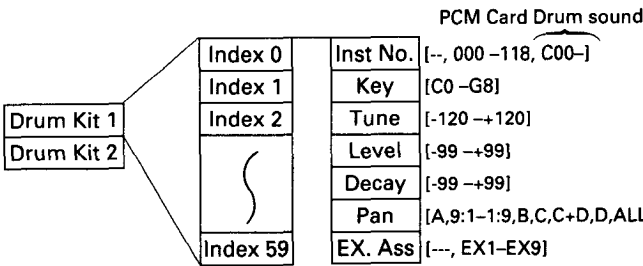 PCM Card Drum sound
Index 0 Inst No. [--, 000 –118, C00–]
Index 1 Key [C0 –G8]
Index 2 Tune [-120 –+120]
Drum Kit 1
Level [-99 –+99]
Drum Kit 2
Decay [-99 –+99]
Pan [A,9:1–1:9,B,C,C+D,D,ALL
Index 59 EX. Ass [---, EX1–EX9]